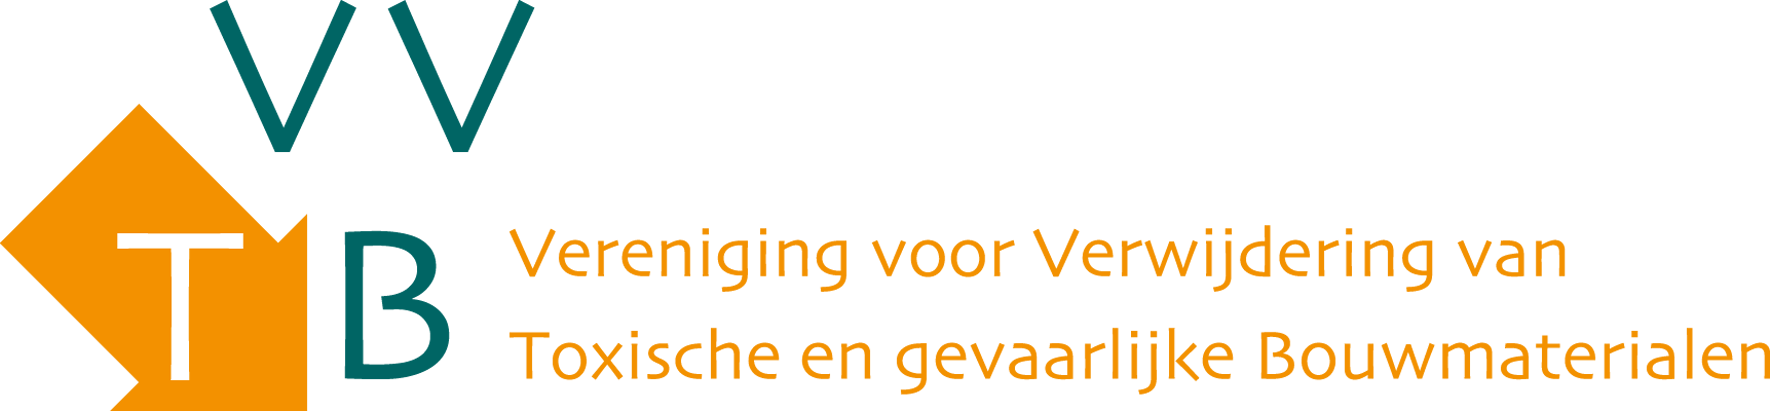 VV
TB
Vereniging voor Verwijdering van
Toxische en gevaarlijke Bouwmaterialen